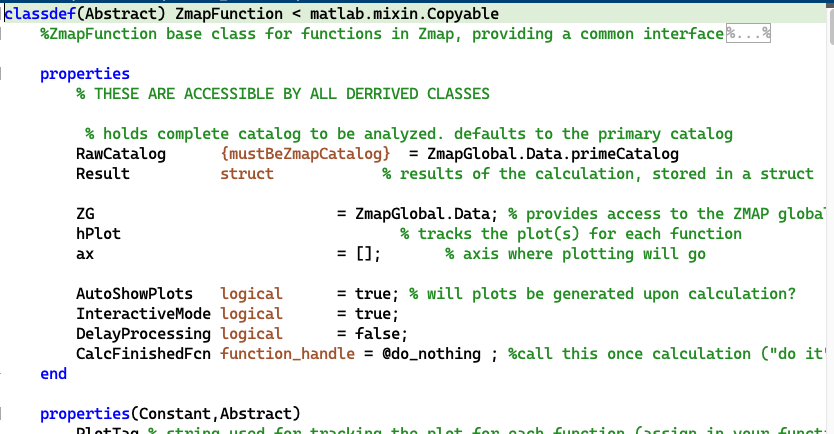 classdef(Abstract) ZmapFunction < matlab.mixin.Copyable
%ZmapFunction base class for functions in Zmap, providing a common interface%...%
properties
% THESE ARE ACCESSIBLE BY ALL DERRIVED CLASSES
% holds complete catalog to be analyzed. defaults to the primary catalog
RawCatalog {mustBeZmapCatalog} = ZmapGlobal.Data.primeCatalog
Result struct % results of the calculation, stored in a struct
ZG = ZmapGlobal.Data; % provides access to the ZMAP globa
hPlot % tracks the plot(s) for each function
ax = []; % axis where plotting will go
AutoShowPlots logical = true; % will plots be generated upon calculation?
InteractiveMode logical = true;
DelayProcessing logical = false;
CalcFinishedFcn function_handle = @do_nothing ; %call this once calculation ("do it"
end
properties(Constant,Abstract)
PlotTag % string used for tracking the plot for each function (assign in your funct